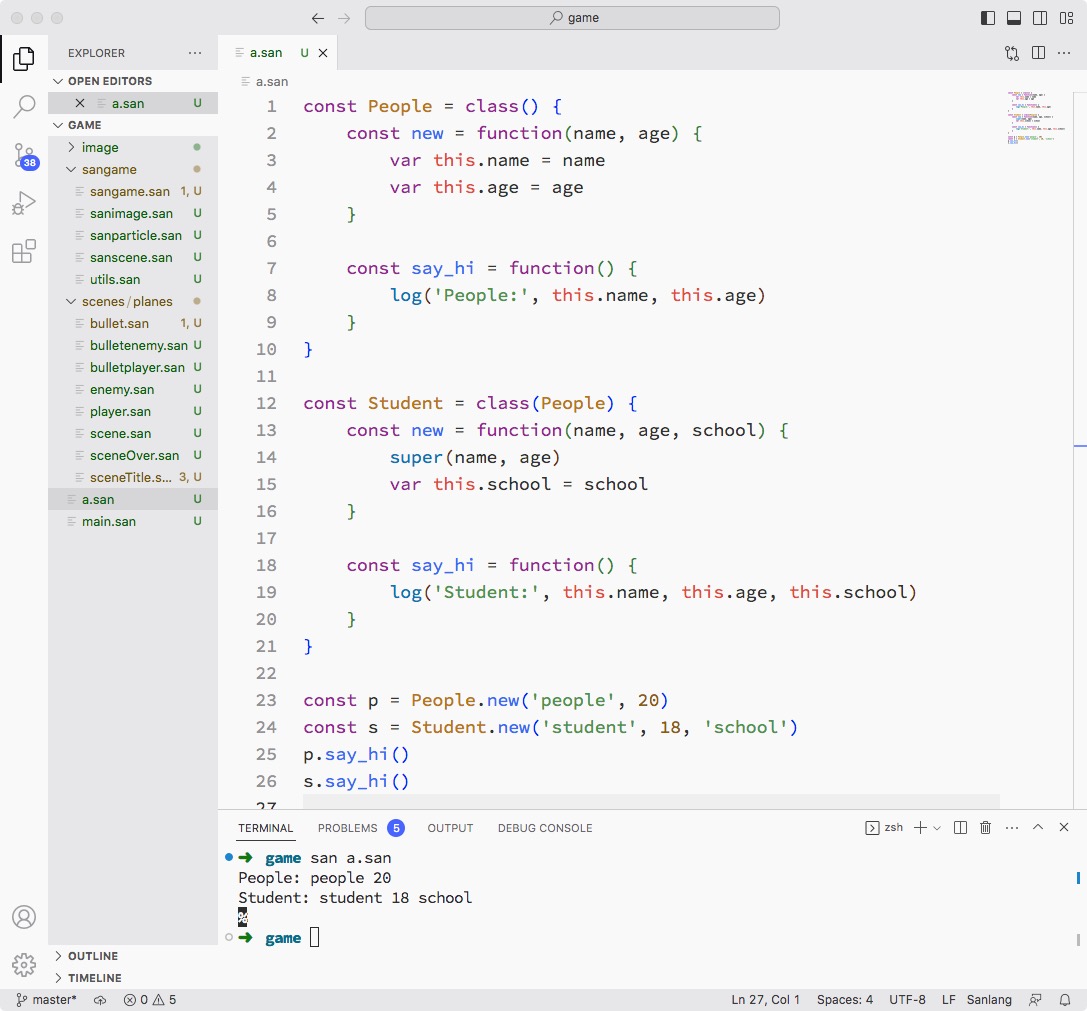 game
EXPLORER ···
OPEN EDITORS
a.san U
GAME
image
sangame
sangame.san 1, U
sanimage.san U
sanparticle.san U
sanscene.san U
utils.san U
scenes/planes
bullet.san 1, U
bulletenemy.san U
bulletplayer.san U
enemy.san U
player.san U
scene.san U
sceneOver.san U
sceneTitle.s... 3, U
a.san U
main.san U
OUTLINE
TIMELINE
38
a.san U
a.san
1 const People = class() {
2     const new = function(name, age) {
3         var this.name = name
4         var this.age = age
5     }
6
7     const say_hi = function() {
8         log('People:', this.name, this.age)
9     }
10 }
11
12 const Student = class(People) {
13     const new = function(name, age, school) {
14         super(name, age)
15         var this.school = school
16     }
17
18     const say_hi = function() {
19         log('Student:', this.name, this.age, this.school)
20     }
21 }
22
23 const p = People.new('people', 20)
24 const s = Student.new('student', 18, 'school')
25 p.say_hi()
26 s.say_hi()
27
TERMINAL PROBLEMS 5 OUTPUT DEBUG CONSOLE zsh
➜ game san a.san
People: people 20
Student: student 18 school
%
➜ game
master* 0 5 Ln 27, Col 1 Spaces: 4 UTF-8 LF Sanlang